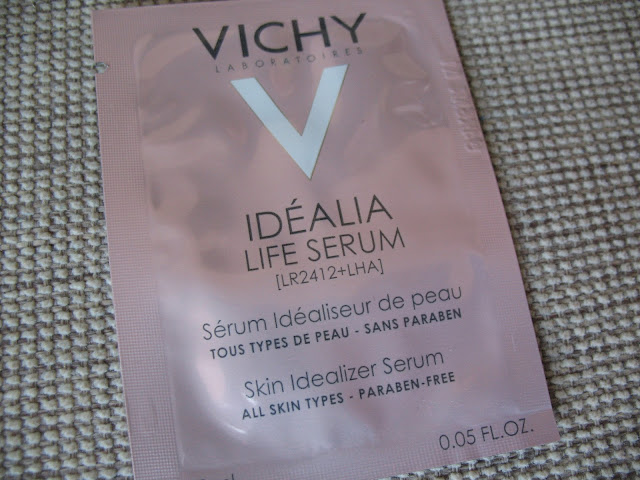 VICHY
LABORATOIRES
IDÉALIA
LIFE SERUM
[LR2412+LHA]
Sérum Idéaliseur de peau
TOUS TYPES DE PEAU - SANS PARABEN
Skin Idealizer Serum
ALL SKIN TYPES - PARABEN-FREE
0.05 FL.OZ.